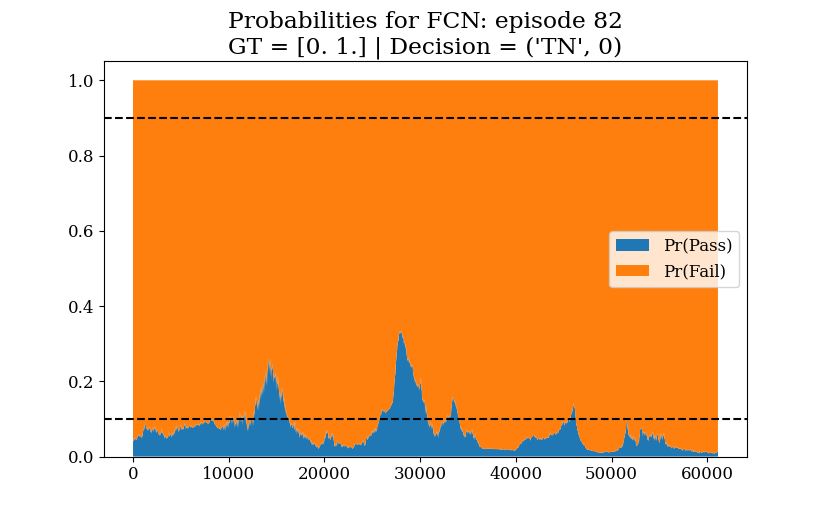 Probabilities for FCN: episode 82
GT = [0. 1.] | Decision = ('TN', 0)
1.0
0.8
0.6
0.4
0.2
0.0
Pr(Pass)
Pr(Fail)
0 10000 20000 30000 40000 50000 60000